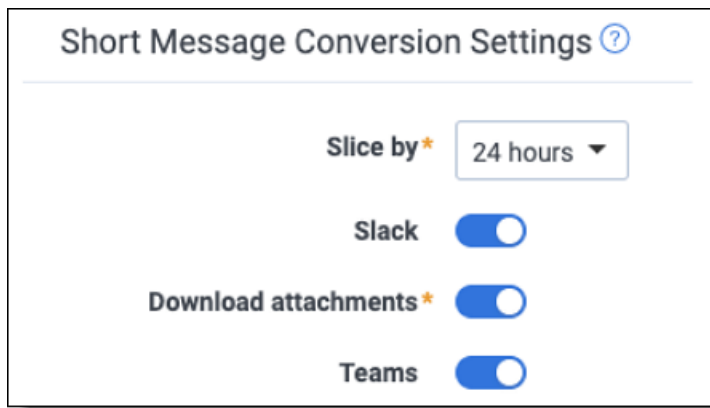 Short Message Conversion Settings ?
Slice by* 24 hours
Slack
Download attachments*
Teams